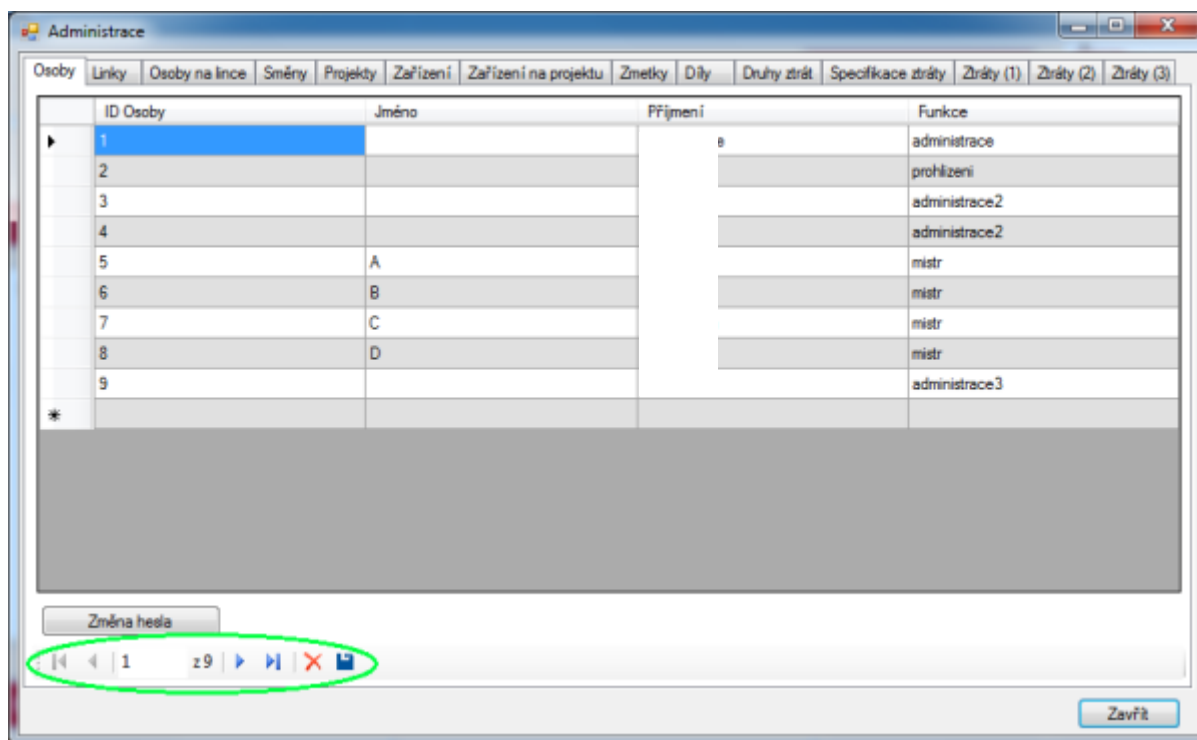 Administrace
Osoby Linky Osoby na lince Směny Projekty Zařízení Zařízení na projektu Zmetky Díly Druhy ztrát Specifikace ztráty Ztráty (1) Ztráty (2) Ztráty (3)
ID Osoby Jméno Příjmení Funkce
1 e administrace
2 prohlizeni
3 administrace2
4 administrace2
5 A mistr
6 B mistr
7 C mistr
8 D mistr
9 administrace3
Změna hesla
1 z 9
Zavřít